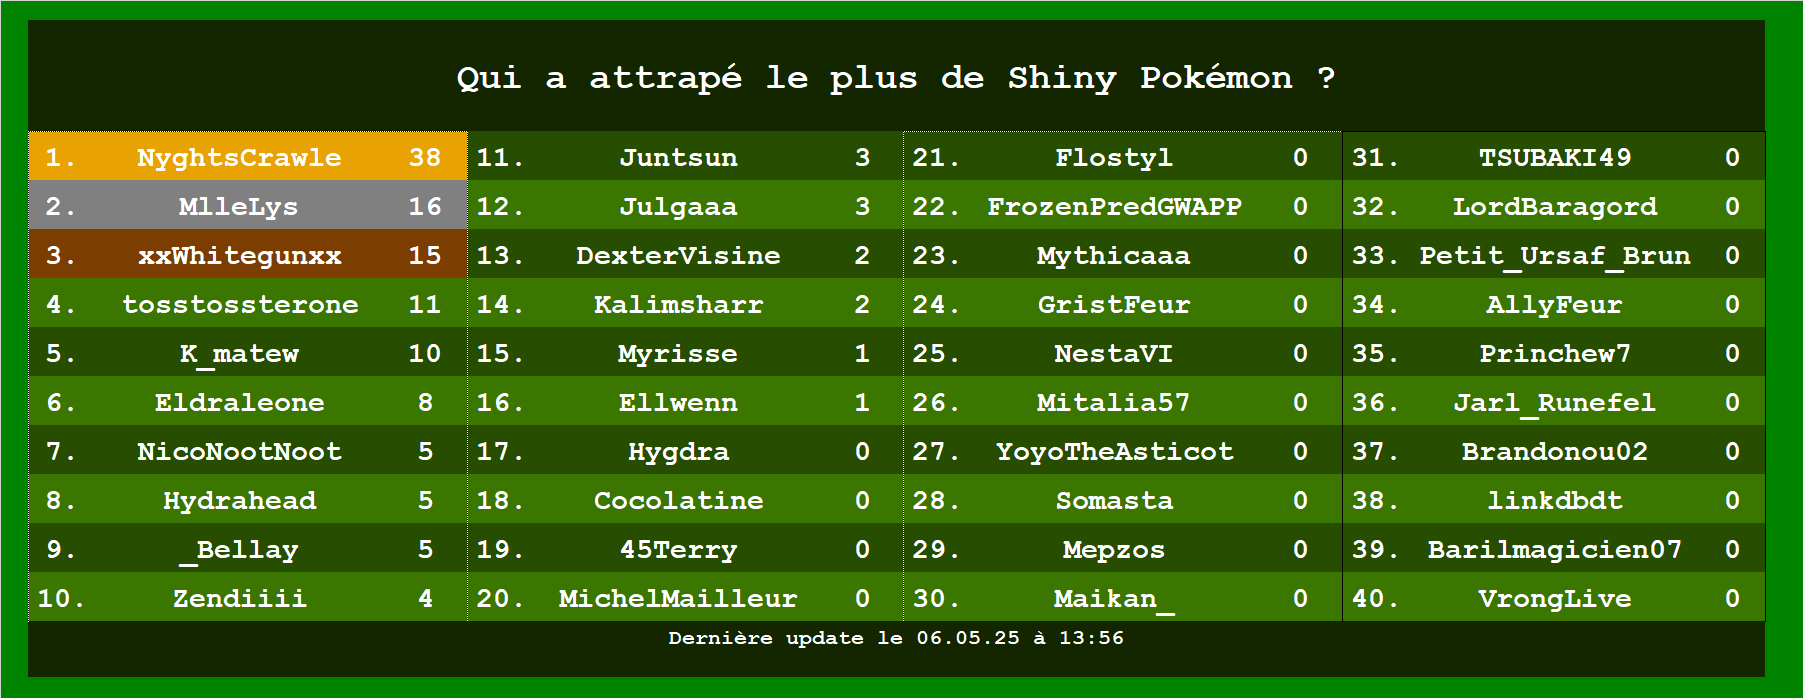 Qui a attrapé le plus de Shiny Pokémon ?
1. NyghtsCrawle 38 11. Juntsun 3 21. Flostyl 0 31. TSUBAKI49 0
2. MlleLys 16 12. Julgaaa 3 22. FrozenPredGWAPP 0 32. LordBaragord 0
3. xxWhitegunxx 15 13. DexterVisine 2 23. Mythicaaa 0 33. Petit_Ursaf_Brun 0
4. tosstossterone 11 14. Kalimsharr 2 24. GristFeur 0 34. AllyFeur 0
5. K_matew 10 15. Myrisse 1 25. NestaVI 0 35. Princhew7 0
6. Eldraleone 8 16. Ellwenn 1 26. Mitalia57 0 36. Jarl_Runefel 0
7. NicoNootNoot 5 17. Hygdra 0 27. YoyoTheAsticot 0 37. Brandonou02 0
8. Hydrahead 5 18. Cocolatine 0 28. Somasta 0 38. linkdbdt 0
9. _Bellay 5 19. 45Terry 0 29. Mepzos 0 39. Barilmagicien07 0
10. Zendiiii 4 20. MichelMailleur 0 30. Maikan_ 0 40. VrongLive 0
Dernière update le 06.05.25 à 13:56